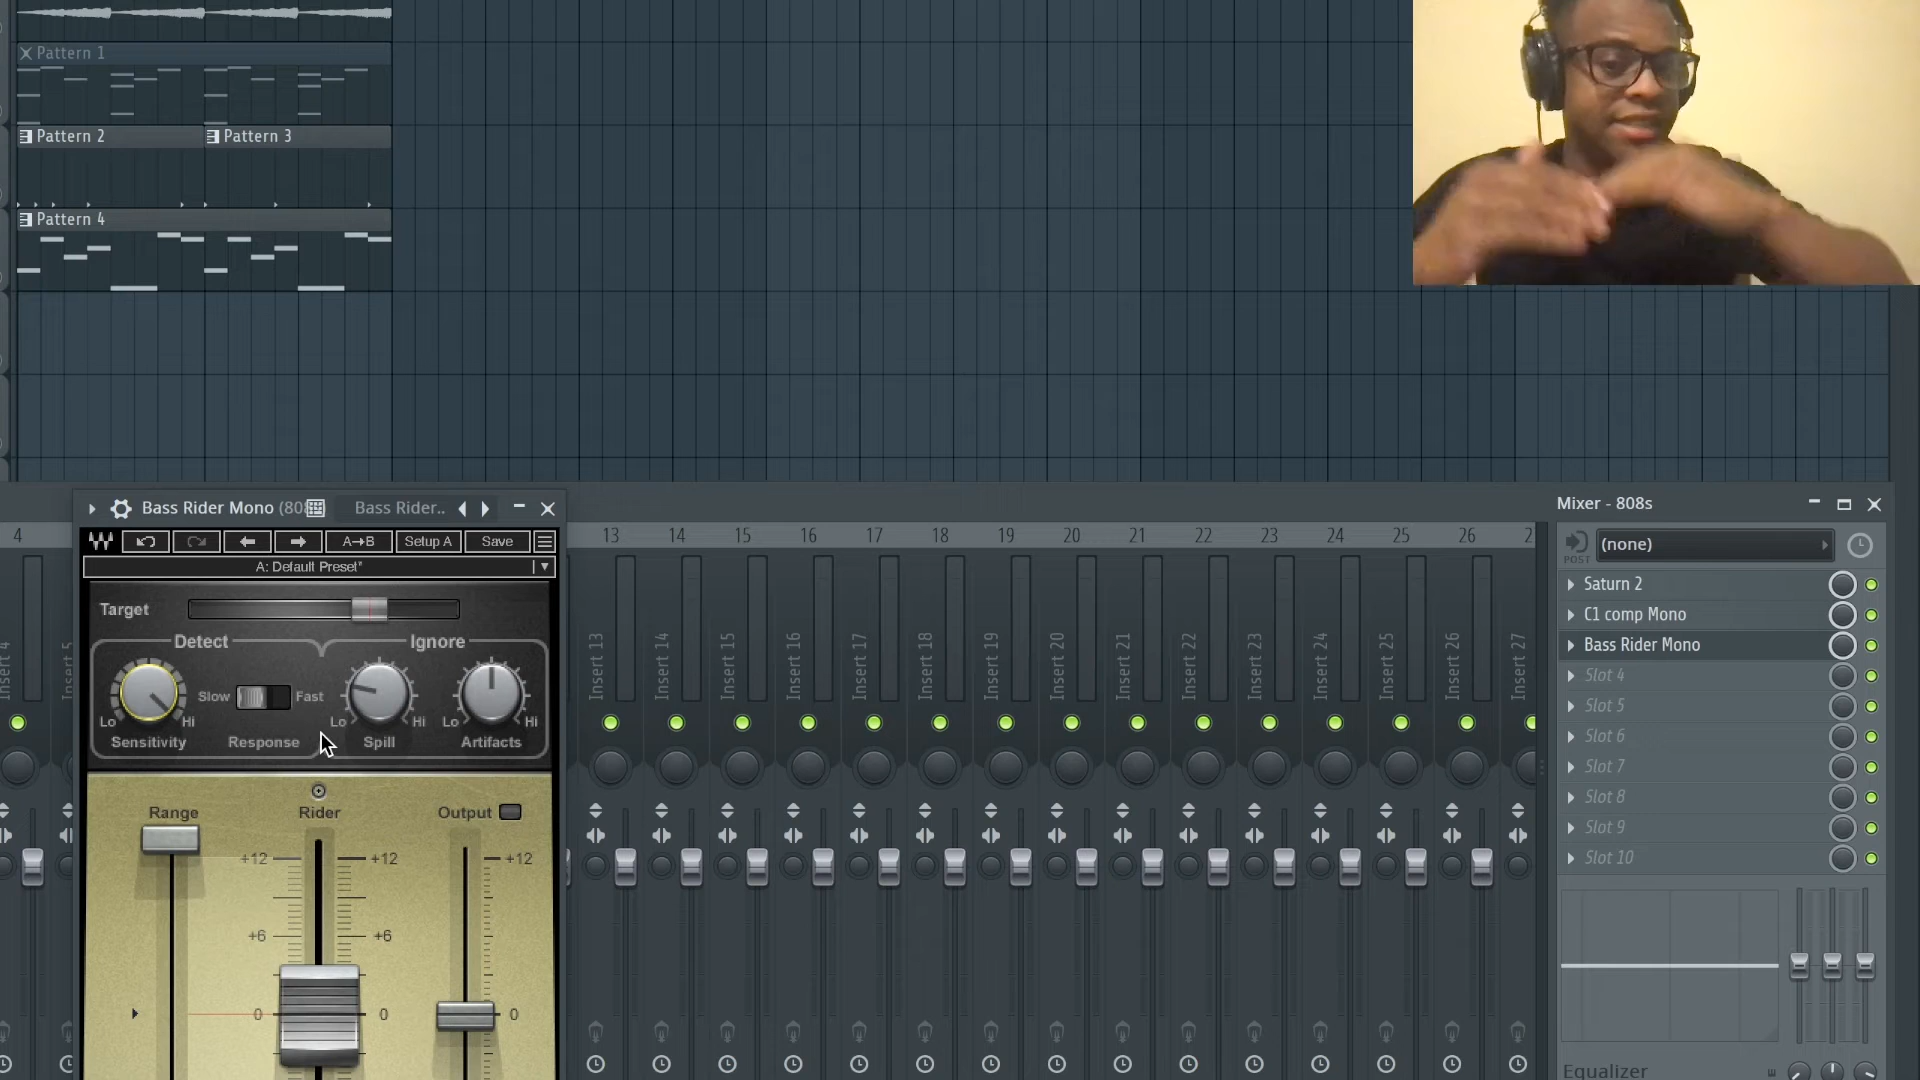 Pattern 1
Pattern 2
Pattern 3
Pattern 4
Bass Rider Mono (80
Bass Rider..
A→B
Setup A
Save
A: Default Preset*
Target
Detect
Ignore
Slow
Fast
Lo
Hi
Lo
Hi
Lo
Hi
Sensitivity
Response
Spill
Artifacts
Range
Rider
Output
+12
+12
+12
+6
+6
0
0
0
4
13
14
15
16
17
18
19
20
21
22
23
24
25
26
2
Insert 4
Insert 13
Insert 14
Insert 15
Insert 16
Insert 17
Insert 18
Insert 19
Insert 20
Insert 21
Insert 22
Insert 23
Insert 24
Insert 25
Insert 26
Insert 27
Mixer - 808s
POST
(none)
Saturn 2
C1 comp Mono
Bass Rider Mono
Slot 4
Slot 5
Slot 6
Slot 7
Slot 8
Slot 9
Slot 10
Equalizer